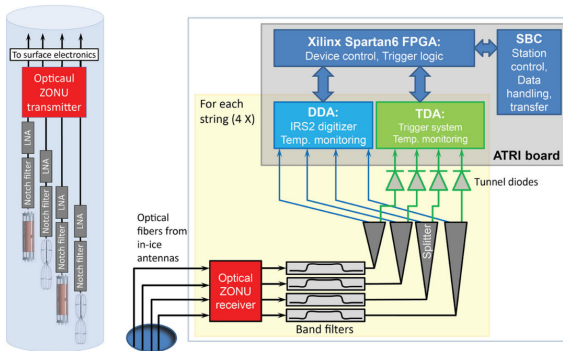 To surface electronics
Opticaul
ZONU
transmitter
LNA
Notch filter
LNA
Notch filter
LNA
Notch filter
LNA
Notch filter
Xilinx Spartan6 FPGA:
Device control, Trigger logic
SBC
Station
control,
Data
handling,
transfer
For each
string (4 X)
DDA:
IRS2 digitizer
Temp. monitoring
TDA:
Trigger system
Temp. monitoring
ATRI board
Tunnel diodes
Optical
fibers from
in-ice
antennas
Splitter
Optical
ZONU
receiver
Band filters